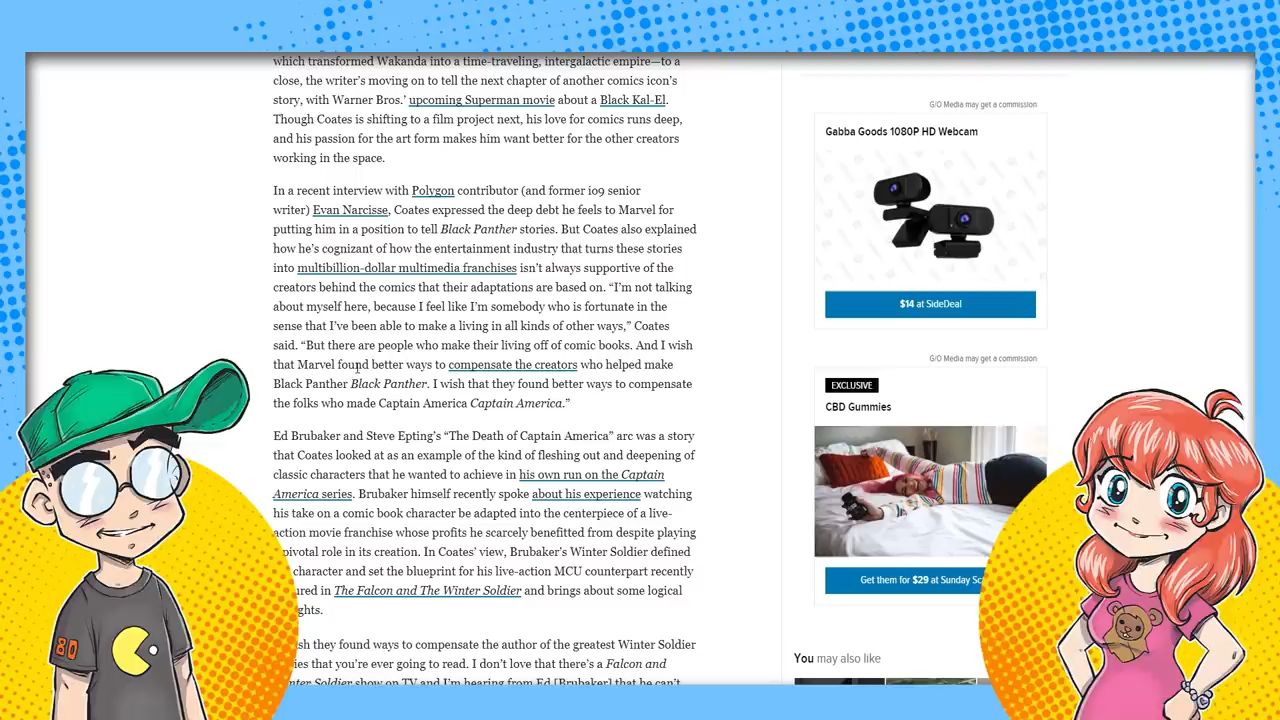 which transformed Wakanda into a time-traveling, intergalactic empire—to a
close, the writer's moving on to tell the next chapter of another comics icon's
story, with Warner Bros.' upcoming Superman movie about a Black Kal-El.
Though Coates is shifting to a film project next, his love for comics runs deep,
and his passion for the art form makes him want better for the other creators
working in the space.
In a recent interview with Polygon contributor (and former io9 senior
writer) Evan Narcisse, Coates expressed the deep debt he feels to Marvel for
putting him in a position to tell Black Panther stories. But Coates also explained
how he's cognizant of how the entertainment industry that turns these stories
into multibillion-dollar multimedia franchises isn't always supportive of the
creators behind the comics that their adaptations are based on. “I'm not talking
about myself here, because I feel like I'm somebody who is fortunate in the
sense that I've been able to make a living in all kinds of other ways,” Coates
said. “But there are people who make their living off of comic books. And I wish
that Marvel found better ways to compensate the creators who helped make
Black Panther Black Panther. I wish that they found better ways to compensate
the folks who made Captain America Captain America.”
Ed Brubaker and Steve Epting's “The Death of Captain America” arc was a story
that Coates looked at as an example of the kind of fleshing out and deepening of
classic characters that he wanted to achieve in his own run on the Captain
America series. Brubaker himself recently spoke about his experience watching
his take on a comic book character be adapted into the centerpiece of a live-
action movie franchise whose profits he scarcely benefitted from despite playing
pivotal role in its creation. In Coates' view, Brubaker's Winter Soldier defined
character and set the blueprint for his live-action MCU counterpart recently
in The Falcon and The Winter Soldier and brings about some logical
they found ways to compensate the author of the greatest Winter Soldier
that you're ever going to read. I don't love that there's a Falcon and
Soldier show on TV and I'm hearing from Ed [Brubaker] that he can't
G/O Media may get a commission
Gabba Goods 1080P HD Webcam
$14 at SideDeal
G/O Media may get a commission
EXCLUSIVE
CBD Gummies
Get them for $29 at Sunday
You may also like
80